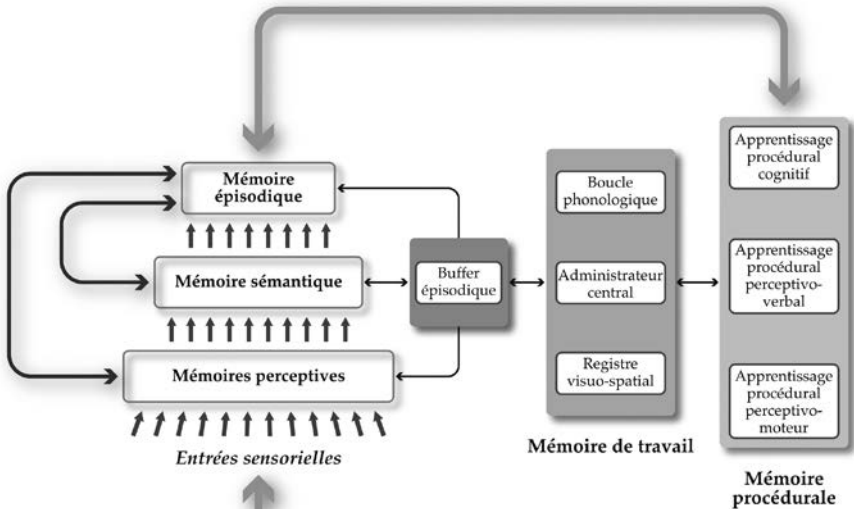 Mémoire
épisodique
Mémoire sémantique
Mémoires perceptives
Entrées sensorielles
Buffer
épisodique
Boucle
phonologique
Administrateur
central
Registre
visuo-spatial
Mémoire de travail
Apprentissage
procédural
cognitif
Apprentissage
procédural
perceptivo-
verbal
Apprentissage
procédural
perceptivo-
moteur
Mémoire
procédurale